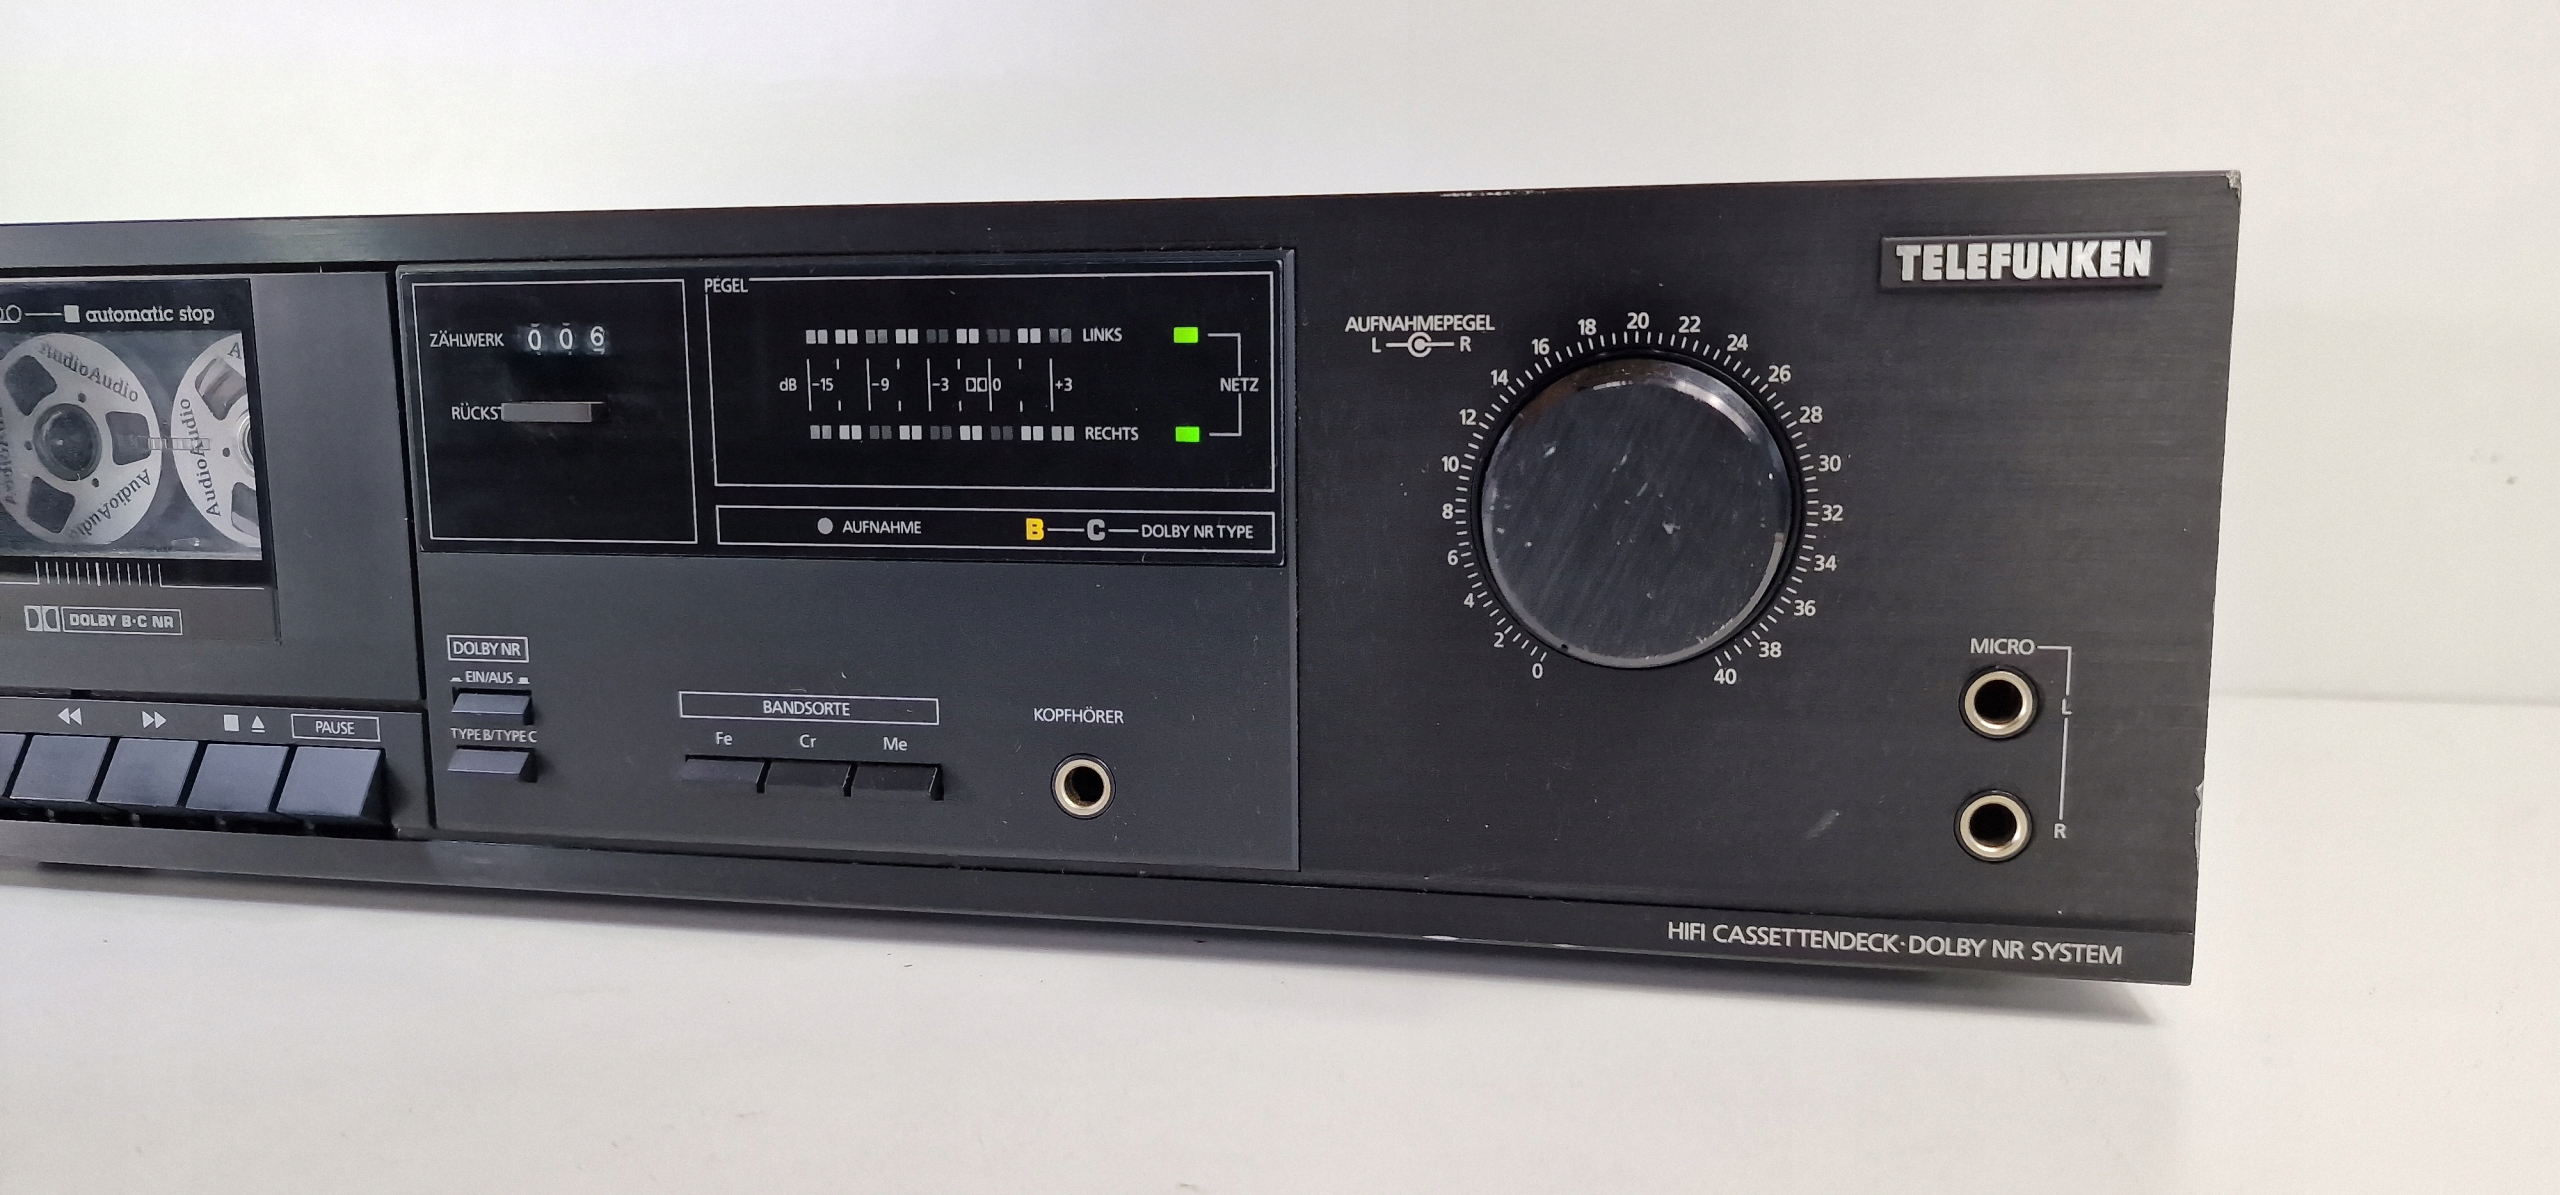 TELEFUNKEN
automatic stop
AudioAudio
AudioAudio
AudioAudio
DOLBY B·C NR
PAUSE
ZÄHLWERK 0 0 6
RÜCKST
PEGEL
LINKS
dB -15 -9 -3 0 +3
NETZ
RECHTS
AUFNAHME
B C DOLBY NR TYPE
DOLBY NR
EIN/AUS
TYPE B/TYPE C
BANDSORTE
Fe Cr Me
KOPFHÖRER
AUFNAHMEPEGEL
L R
0 2 4 6 8 10 12 14 16 18 20 22 24 26 28 30 32 34 36 38 40
MICRO
L
R
HIFI CASSETTENDECK·DOLBY NR SYSTEM